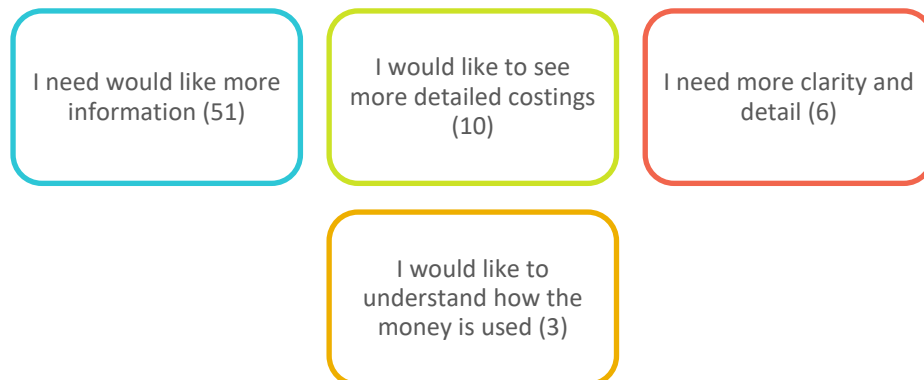 I need would like more
information (51)
I would like to see
more detailed costings
(10)
I need more clarity and
detail (6)
I would like to
understand how the
money is used (3)